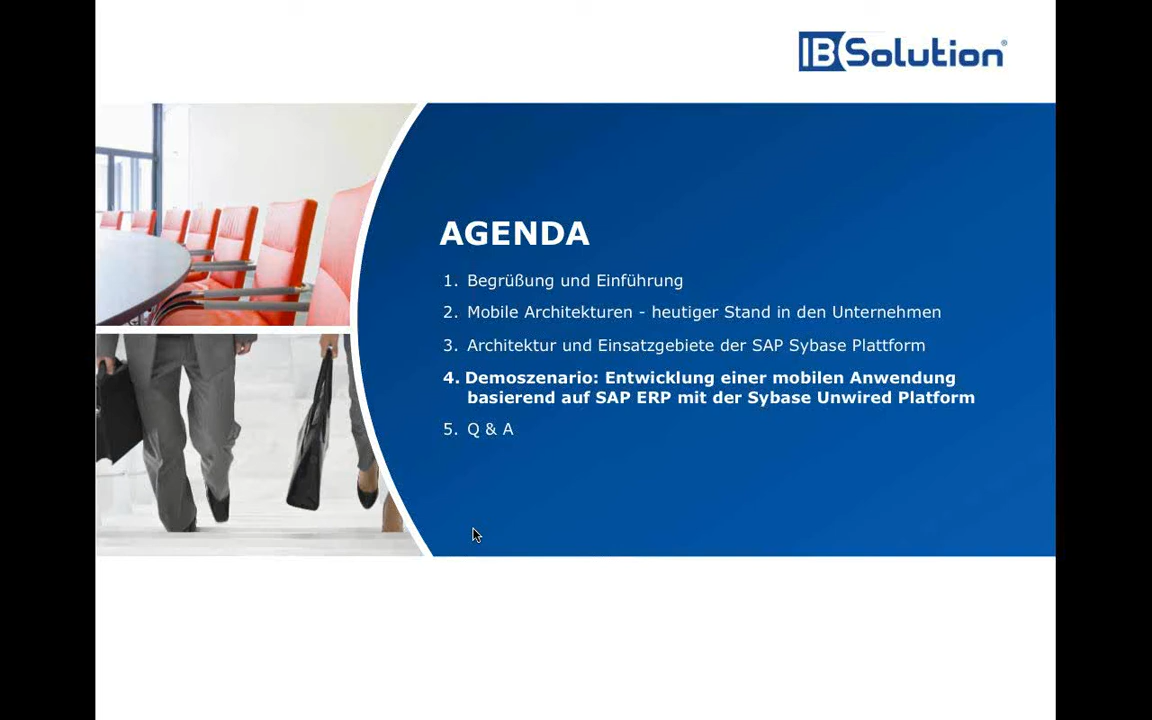 IBSolution®
AGENDA
1. Begrüßung und Einführung
2. Mobile Architekturen - heutiger Stand in den Unternehmen
3. Architektur und Einsatzgebiete der SAP Sybase Plattform
4. Demoszenario: Entwicklung einer mobilen Anwendung
basierend auf SAP ERP mit der Sybase Unwired Platform
5. Q & A